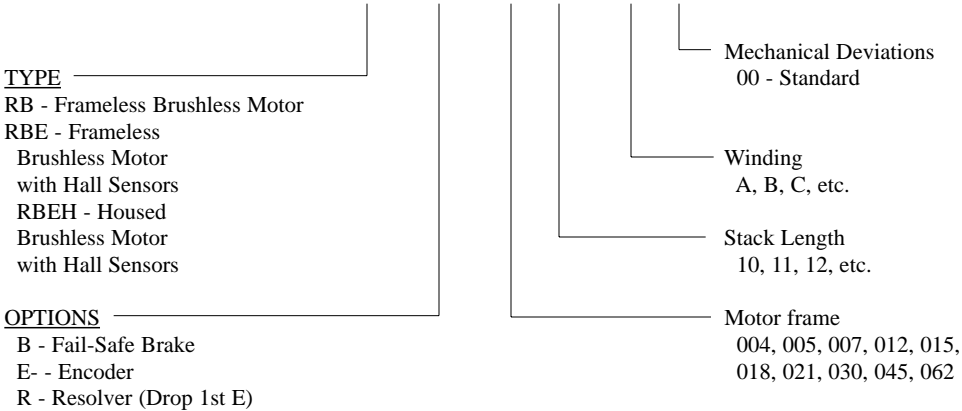 TYPE
RB - Frameless Brushless Motor
RBE - Frameless
Brushless Motor
with Hall Sensors
RBEH - Housed
Brushless Motor
with Hall Sensors
OPTIONS
B - Fail-Safe Brake
E- - Encoder
R - Resolver (Drop 1st E)
Mechanical Deviations
00 - Standard
Winding
A, B, C, etc.
Stack Length
10, 11, 12, etc.
Motor frame
004, 005, 007, 012, 015,
018, 021, 030, 045, 062